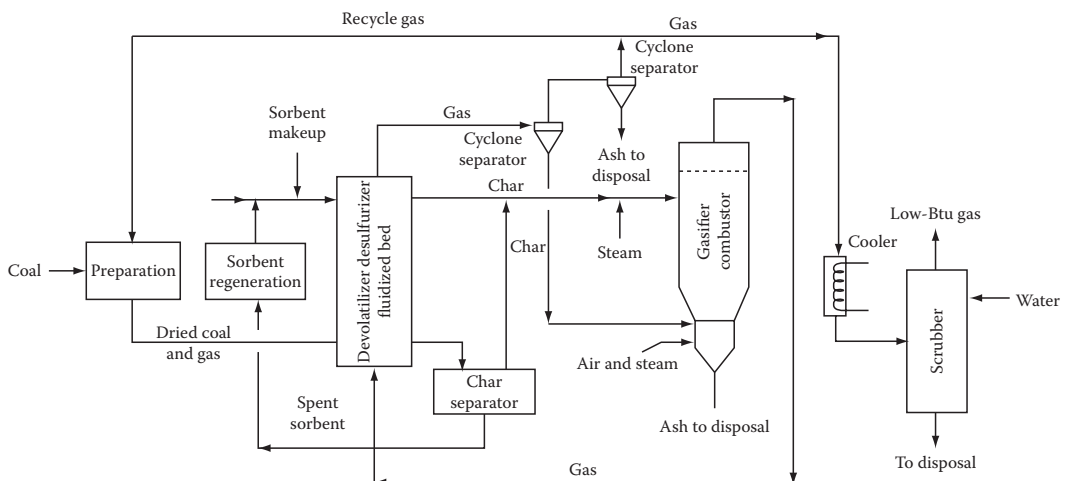 Recycle gas
Gas
Cyclone
separator
Sorbent
makeup
Gas
Cyclone
separator
Ash to
disposal
Char
Devolatilizer desulfurizer
fluidized bed
Gasifier
combustor
Low-Btu gas
Steam
Char
Cooler
Coal
Preparation
Sorbent
regeneration
Water
Scrubber
Dried coal
and gas
Air and steam
Char
separator
Spent
sorbent
Ash to disposal
To disposal
Gas